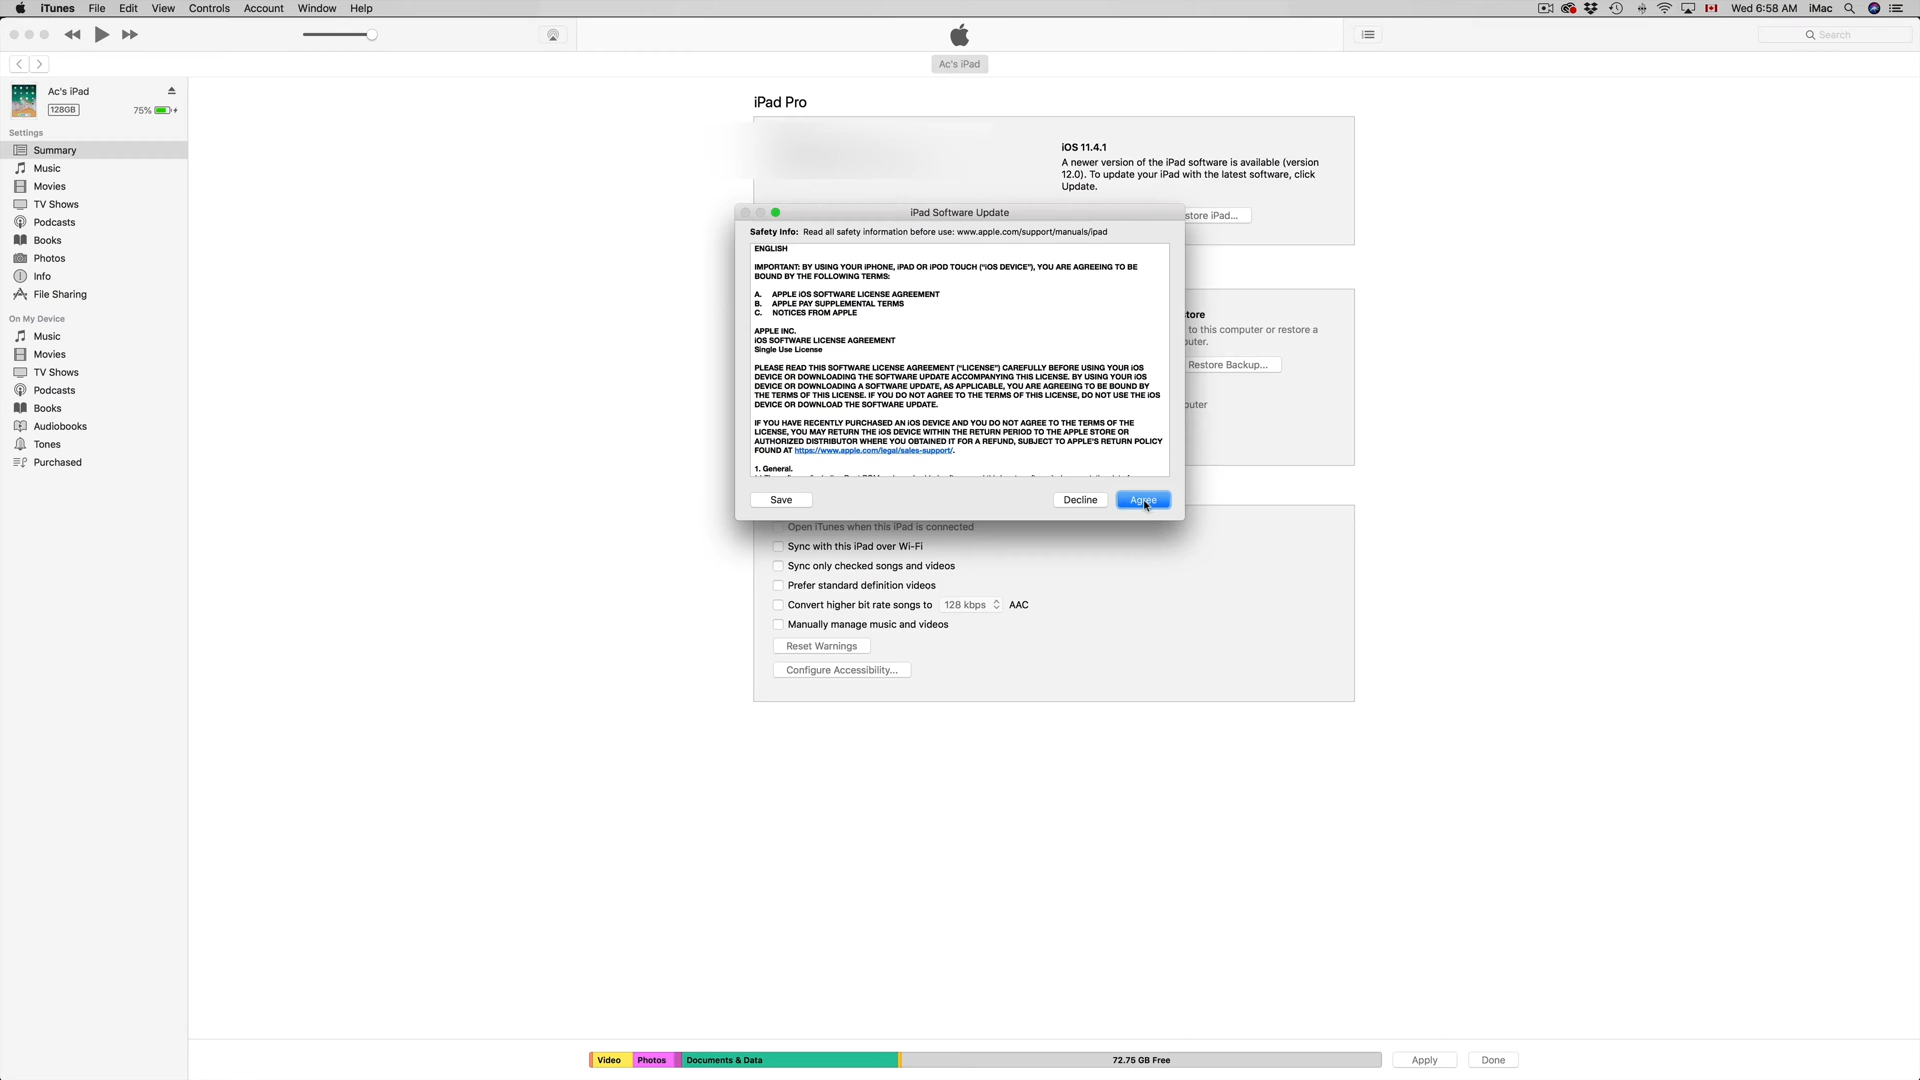 iTunes File Edit View Controls Account Window Help
Wed 6:58 AM iMac
Search
Ac's iPad
Ac's iPad
128GB
75%
Settings
Summary
Music
Movies
TV Shows
Podcasts
Books
Photos
Info
File Sharing
On My Device
Music
Movies
TV Shows
Podcasts
Books
Audiobooks
Tones
Purchased
iPad Pro
iOS 11.4.1
A newer version of the iPad software is available (version
12.0). To update your iPad with the latest software, click
Update.
store iPad...
iPad Software Update
Safety Info: Read all safety information before use: www.apple.com/support/manuals/ipad
ENGLISH
IMPORTANT: BY USING YOUR iPHONE, iPAD OR iPOD TOUCH (“iOS DEVICE”), YOU ARE AGREEING TO BE
BOUND BY THE FOLLOWING TERMS:
A. APPLE iOS SOFTWARE LICENSE AGREEMENT
B. APPLE PAY SUPPLEMENTAL TERMS
C. NOTICES FROM APPLE
APPLE INC.
iOS SOFTWARE LICENSE AGREEMENT
Single Use License
PLEASE READ THIS SOFTWARE LICENSE AGREEMENT (“LICENSE”) CAREFULLY BEFORE USING YOUR iOS
DEVICE OR DOWNLOADING THE SOFTWARE UPDATE ACCOMPANYING THIS LICENSE. BY USING YOUR iOS
DEVICE OR DOWNLOADING A SOFTWARE UPDATE, AS APPLICABLE, YOU ARE AGREEING TO BE BOUND BY
THE TERMS OF THIS LICENSE. IF YOU DO NOT AGREE TO THE TERMS OF THIS LICENSE, DO NOT USE THE iOS
DEVICE OR DOWNLOAD THE SOFTWARE UPDATE.
IF YOU HAVE RECENTLY PURCHASED AN iOS DEVICE AND YOU DO NOT AGREE TO THE TERMS OF THE
LICENSE, YOU MAY RETURN THE iOS DEVICE WITHIN THE RETURN PERIOD TO THE APPLE STORE OR
AUTHORIZED DISTRIBUTOR WHERE YOU OBTAINED IT FOR A REFUND, SUBJECT TO APPLE’S RETURN POLICY
FOUND AT https://www.apple.com/legal/sales-support/.
1. General.
Save Decline Agree
store
to this computer or restore a
uter.
Restore Backup...
outer
Open iTunes when this iPad is connected
Sync with this iPad over Wi-Fi
Sync only checked songs and videos
Prefer standard definition videos
Convert higher bit rate songs to 128 kbps AAC
Manually manage music and videos
Reset Warnings
Configure Accessibility...
Video Photos Documents & Data 72.75 GB Free Apply Done